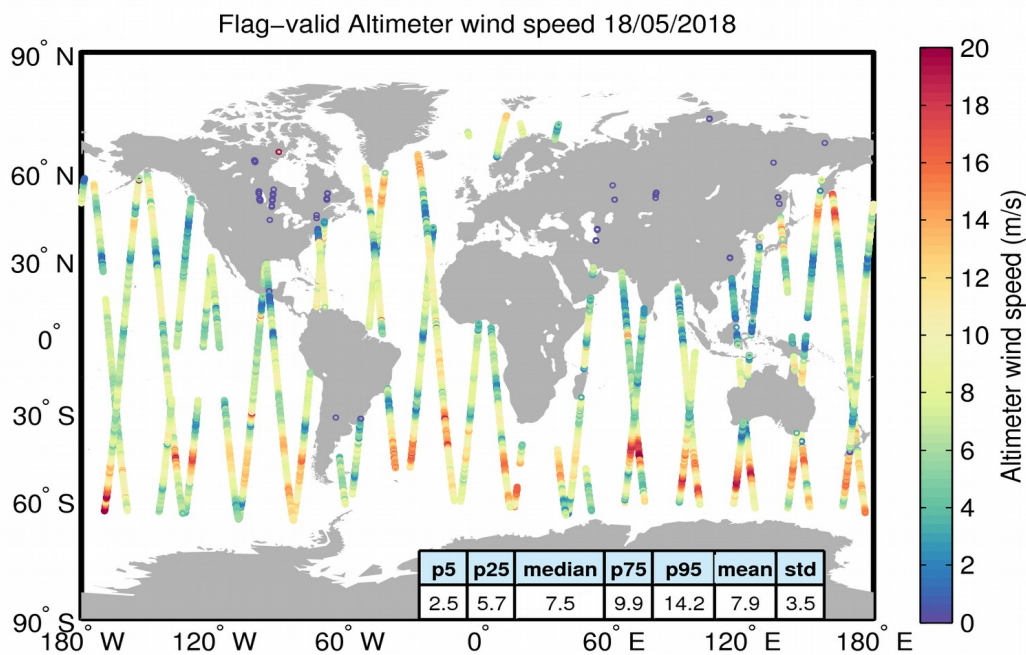 Flag−valid Altimeter wind speed 18/05/2018
90° N
60° N
30° N
0°
30° S
60° S
90° S
180° W
120° W
60° W
0°
60° E
120° E
180° E
p5 p25 median p75 p95 mean std
2.5 5.7 7.5 9.9 14.2 7.9 3.5
20
18
16
14
12
10
8
6
4
2
0
Altimeter wind speed (m/s)